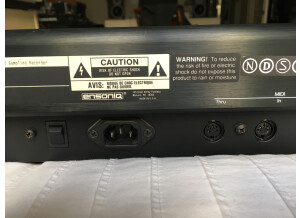 CAUTION
RISK OF ELECTRIC SHOCK
DO NOT OPEN
AVIS:
RISQUE DE CHOC ELECTRIQUE
NE PAS OUVRIR
ensoniq
WARNING! To reduce
the risk of fire or electric
shock do not expose this
product to rain or moisture.
NDSO
MIDI
Thru
In